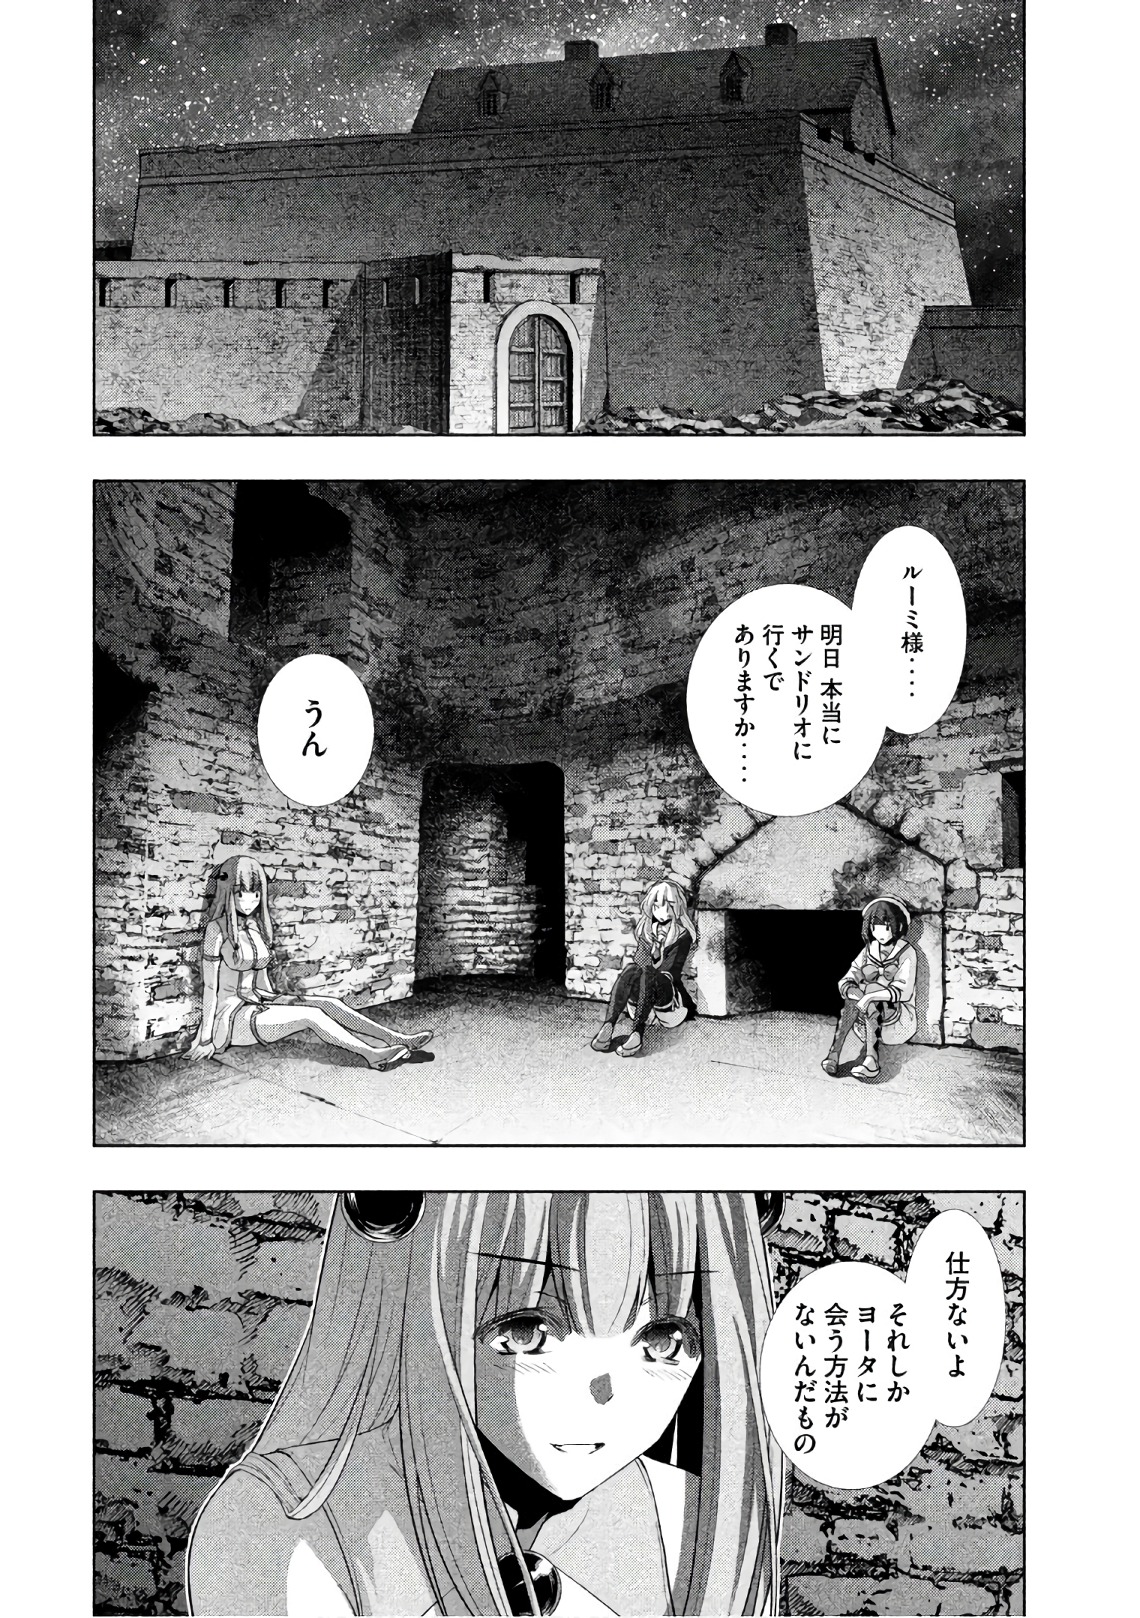 ルーミ様‥‥
明日 本当に
サンドリオに
行くで
ありますか‥‥
うん
仕方ないよ
それしか
ヨータに
会う方法が
ないんだもの